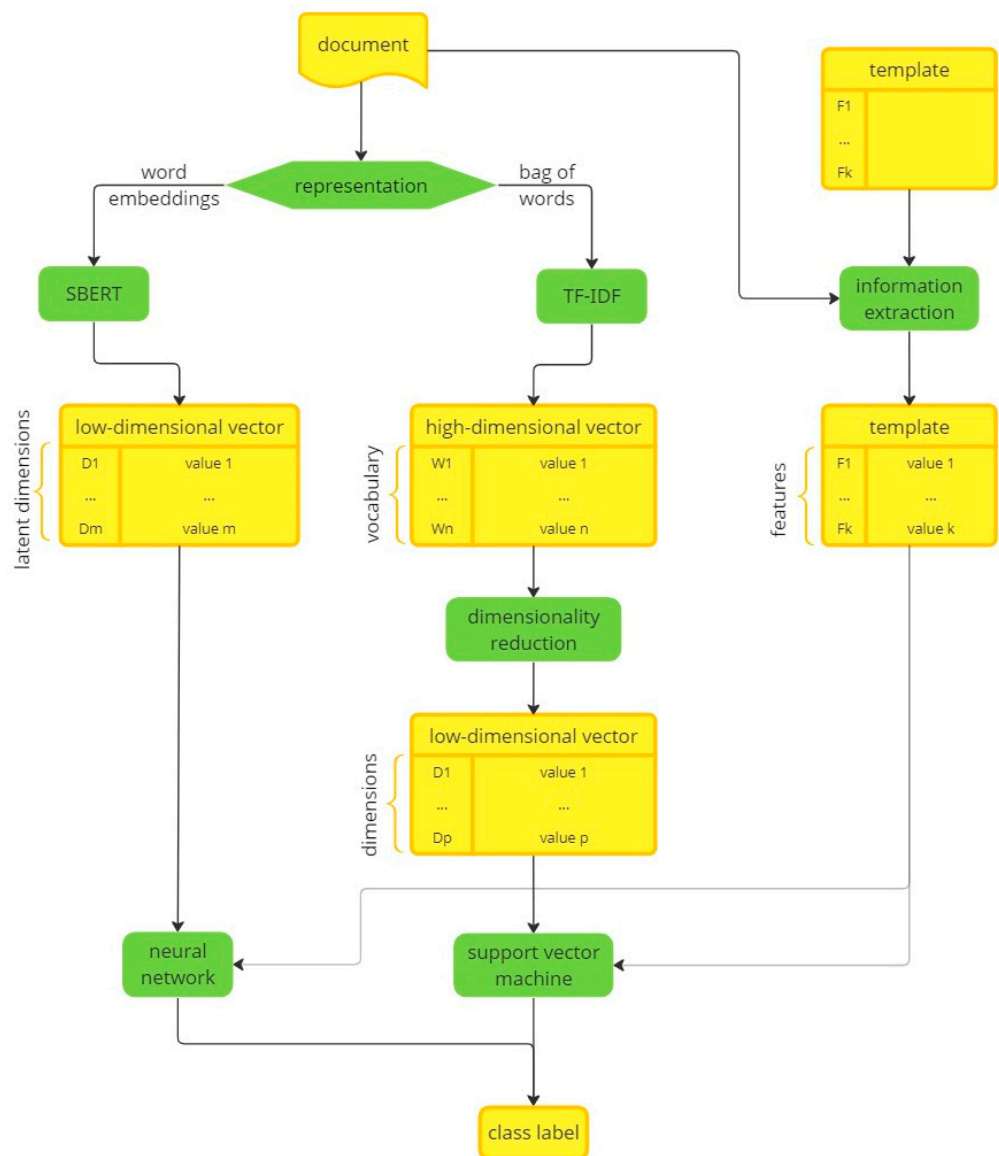 document
template
F1
...
Fk
word
embeddings
representation
bag of
words
SBERT
TF-IDF
information
extraction
latent dimensions
low-dimensional vector
D1 value 1
... ...
Dm value m
vocabulary
high-dimensional vector
W1 value 1
... ...
Wn value n
features
template
F1 value 1
... ...
Fk value k
dimensionality
reduction
dimensions
low-dimensional vector
D1 value 1
... ...
Dp value p
neural
network
support vector
machine
class label